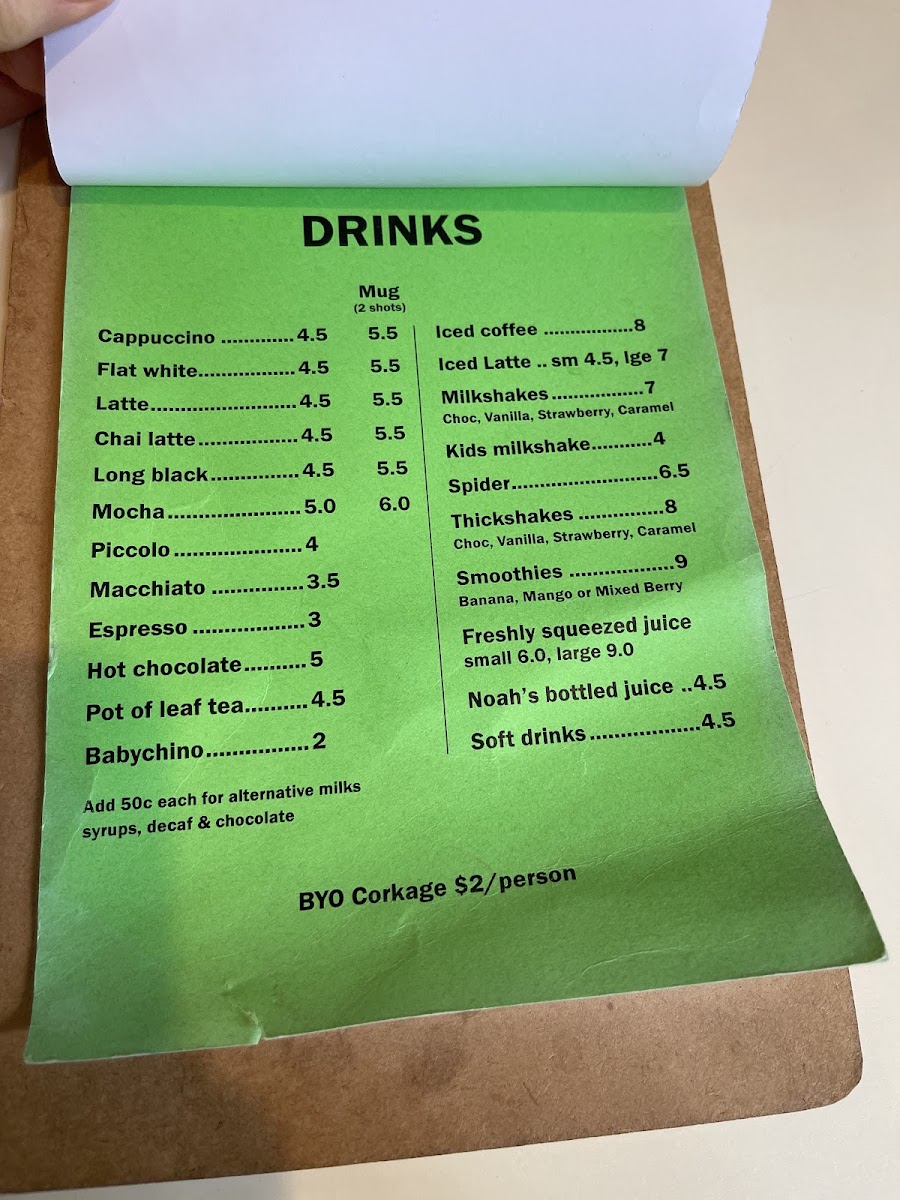 DRINKS
Mug
(2 shots)
Cappuccino .............4.5 5.5
Flat white.................4.5 5.5
Latte..........................4.5 5.5
Chai latte..................4.5 5.5
Long black................4.5 5.5
Mocha........................5.0 6.0
Piccolo.......................4
Macchiato ................3.5
Espresso ....................3
Hot chocolate..........5
Pot of leaf tea..........4.5
Babychino.................2
Add 50c each for alternative milks
syrups, decaf & chocolate
Iced coffee .................8
Iced Latte .. sm 4.5, lge 7
Milkshakes.................7
Choc, Vanilla, Strawberry, Caramel
Kids milkshake...........4
Spider..........................6.5
Thickshakes ...............8
Choc, Vanilla, Strawberry, Caramel
Smoothies ..................9
Banana, Mango or Mixed Berry
Freshly squeezed juice
small 6.0, large 9.0
Noah's bottled juice ..4.5
Soft drinks...................4.5
BYO Corkage $2/person